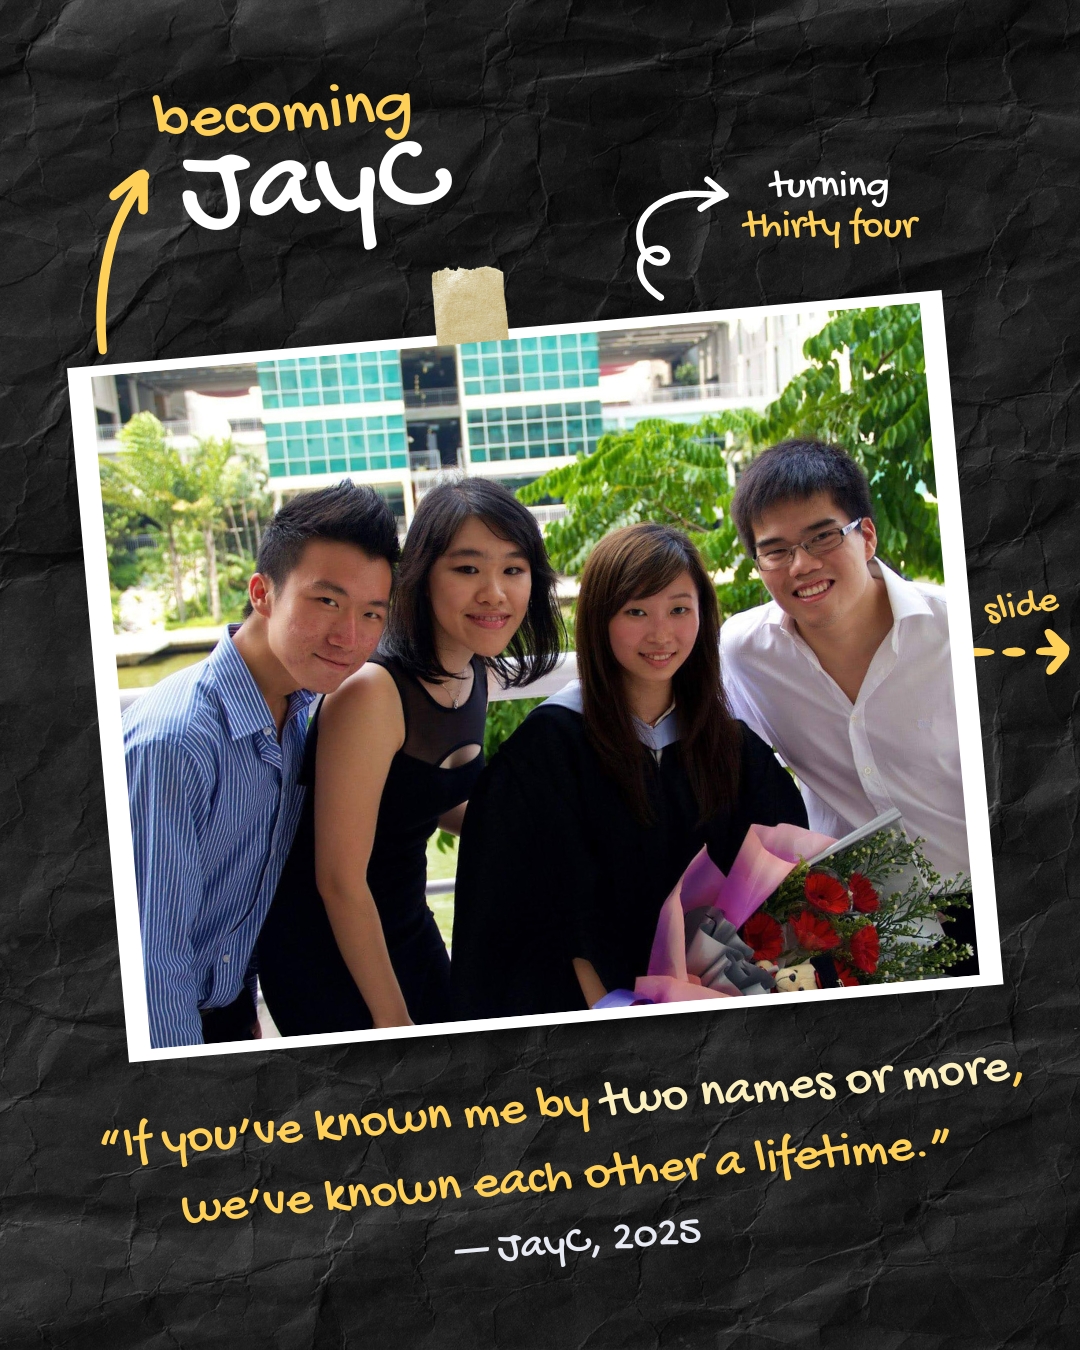 becoming
JayC
turning
thirty four
slide
“If you’ve known me by two names or more,
we’ve known each other a lifetime.”
— JayC, 2025